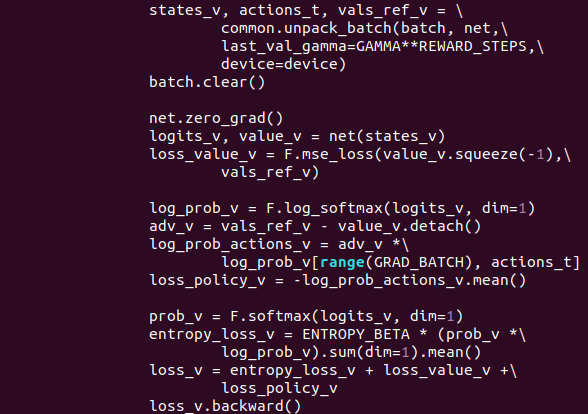 states_v, actions_t, vals_ref_v = \
common.unpack_batch(batch, net,\
last_val_gamma=GAMMA**REWARD_STEPS,\
device=device)
batch.clear()
net.zero_grad()
logits_v, value_v = net(states_v)
loss_value_v = F.mse_loss(value_v.squeeze(-1),\
vals_ref_v)
log_prob_v = F.log_softmax(logits_v, dim=1)
adv_v = vals_ref_v - value_v.detach()
log_prob_actions_v = adv_v *\
log_prob_v[range(GRAD_BATCH), actions_t]
loss_policy_v = -log_prob_actions_v.mean()
prob_v = F.softmax(logits_v, dim=1)
entropy_loss_v = ENTROPY_BETA * (prob_v *\
log_prob_v).sum(dim=1).mean()
loss_v = entropy_loss_v + loss_value_v +\
loss_policy_v
loss_v.backward()